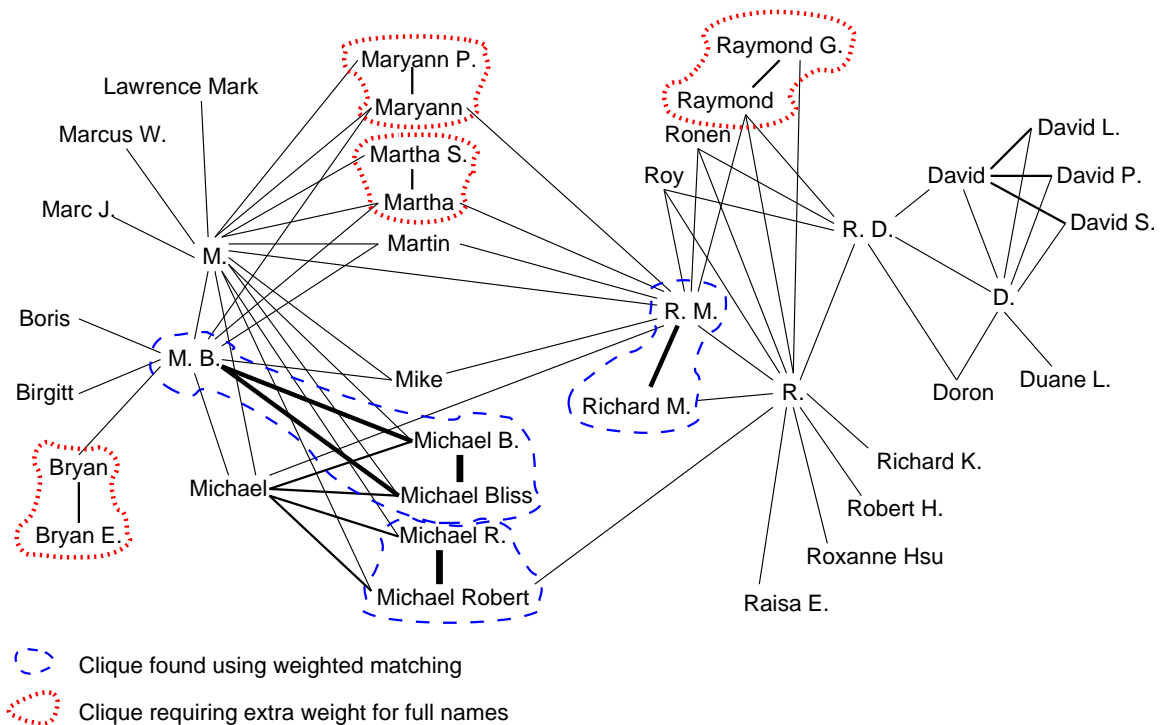 Raymond G.
Maryann P.
Lawrence Mark
Raymond
Maryann
Marcus W.
Ronen
David L.
Martha S.
Roy
David
David P.
Marc J.
Martha
David S.
Martin
R. D.
M.
D.
R. M.
Boris
M. B.
Mike
Birgitt
R.
Doron
Duane L.
Richard M.
Michael B.
Bryan
Richard K.
Michael
Michael Bliss
Robert H.
Bryan E.
Michael R.
Roxanne Hsu
Michael Robert
Raisa E.
Clique found using weighted matching
Clique requiring extra weight for full names